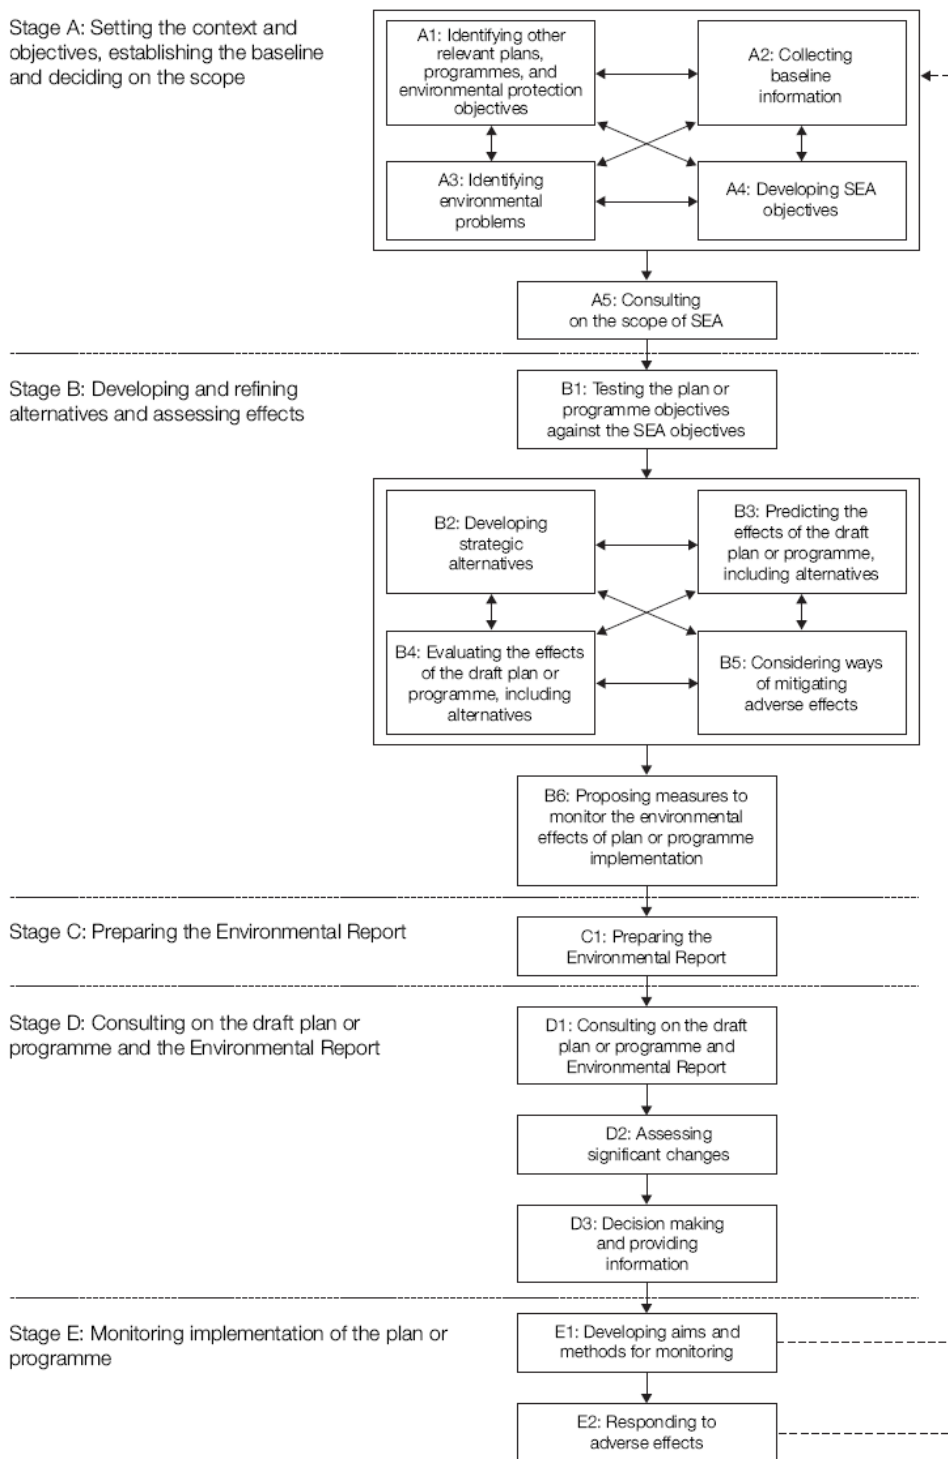 Stage A: Setting the context and
objectives, establishing the baseline
and deciding on the scope
A1: Identifying other
relevant plans,
programmes, and
environmental protection
objectives
A2: Collecting
baseline
information
A3: Identifying
environmental
problems
A4: Developing SEA
objectives
A5: Consulting
on the scope of SEA
Stage B: Developing and refining
alternatives and assessing effects
B1: Testing the plan or
programme objectives
against the SEA objectives
B2: Developing
strategic
alternatives
B3: Predicting the
effects of the draft
plan or programme,
including alternatives
B4: Evaluating the effects
of the draft plan or
programme, including
alternatives
B5: Considering ways
of mitigating
adverse effects
B6: Proposing measures to
monitor the environmental
effects of plan or programme
implementation
Stage C: Preparing the Environmental Report
C1: Preparing the
Environmental Report
Stage D: Consulting on the draft plan or
programme and the Environmental Report
D1: Consulting on the draft
plan or programme and
Environmental Report
D2: Assessing
significant changes
D3: Decision making
and providing
information
Stage E: Monitoring implementation of the plan or
programme
E1: Developing aims and
methods for monitoring
E2: Responding to
adverse effects